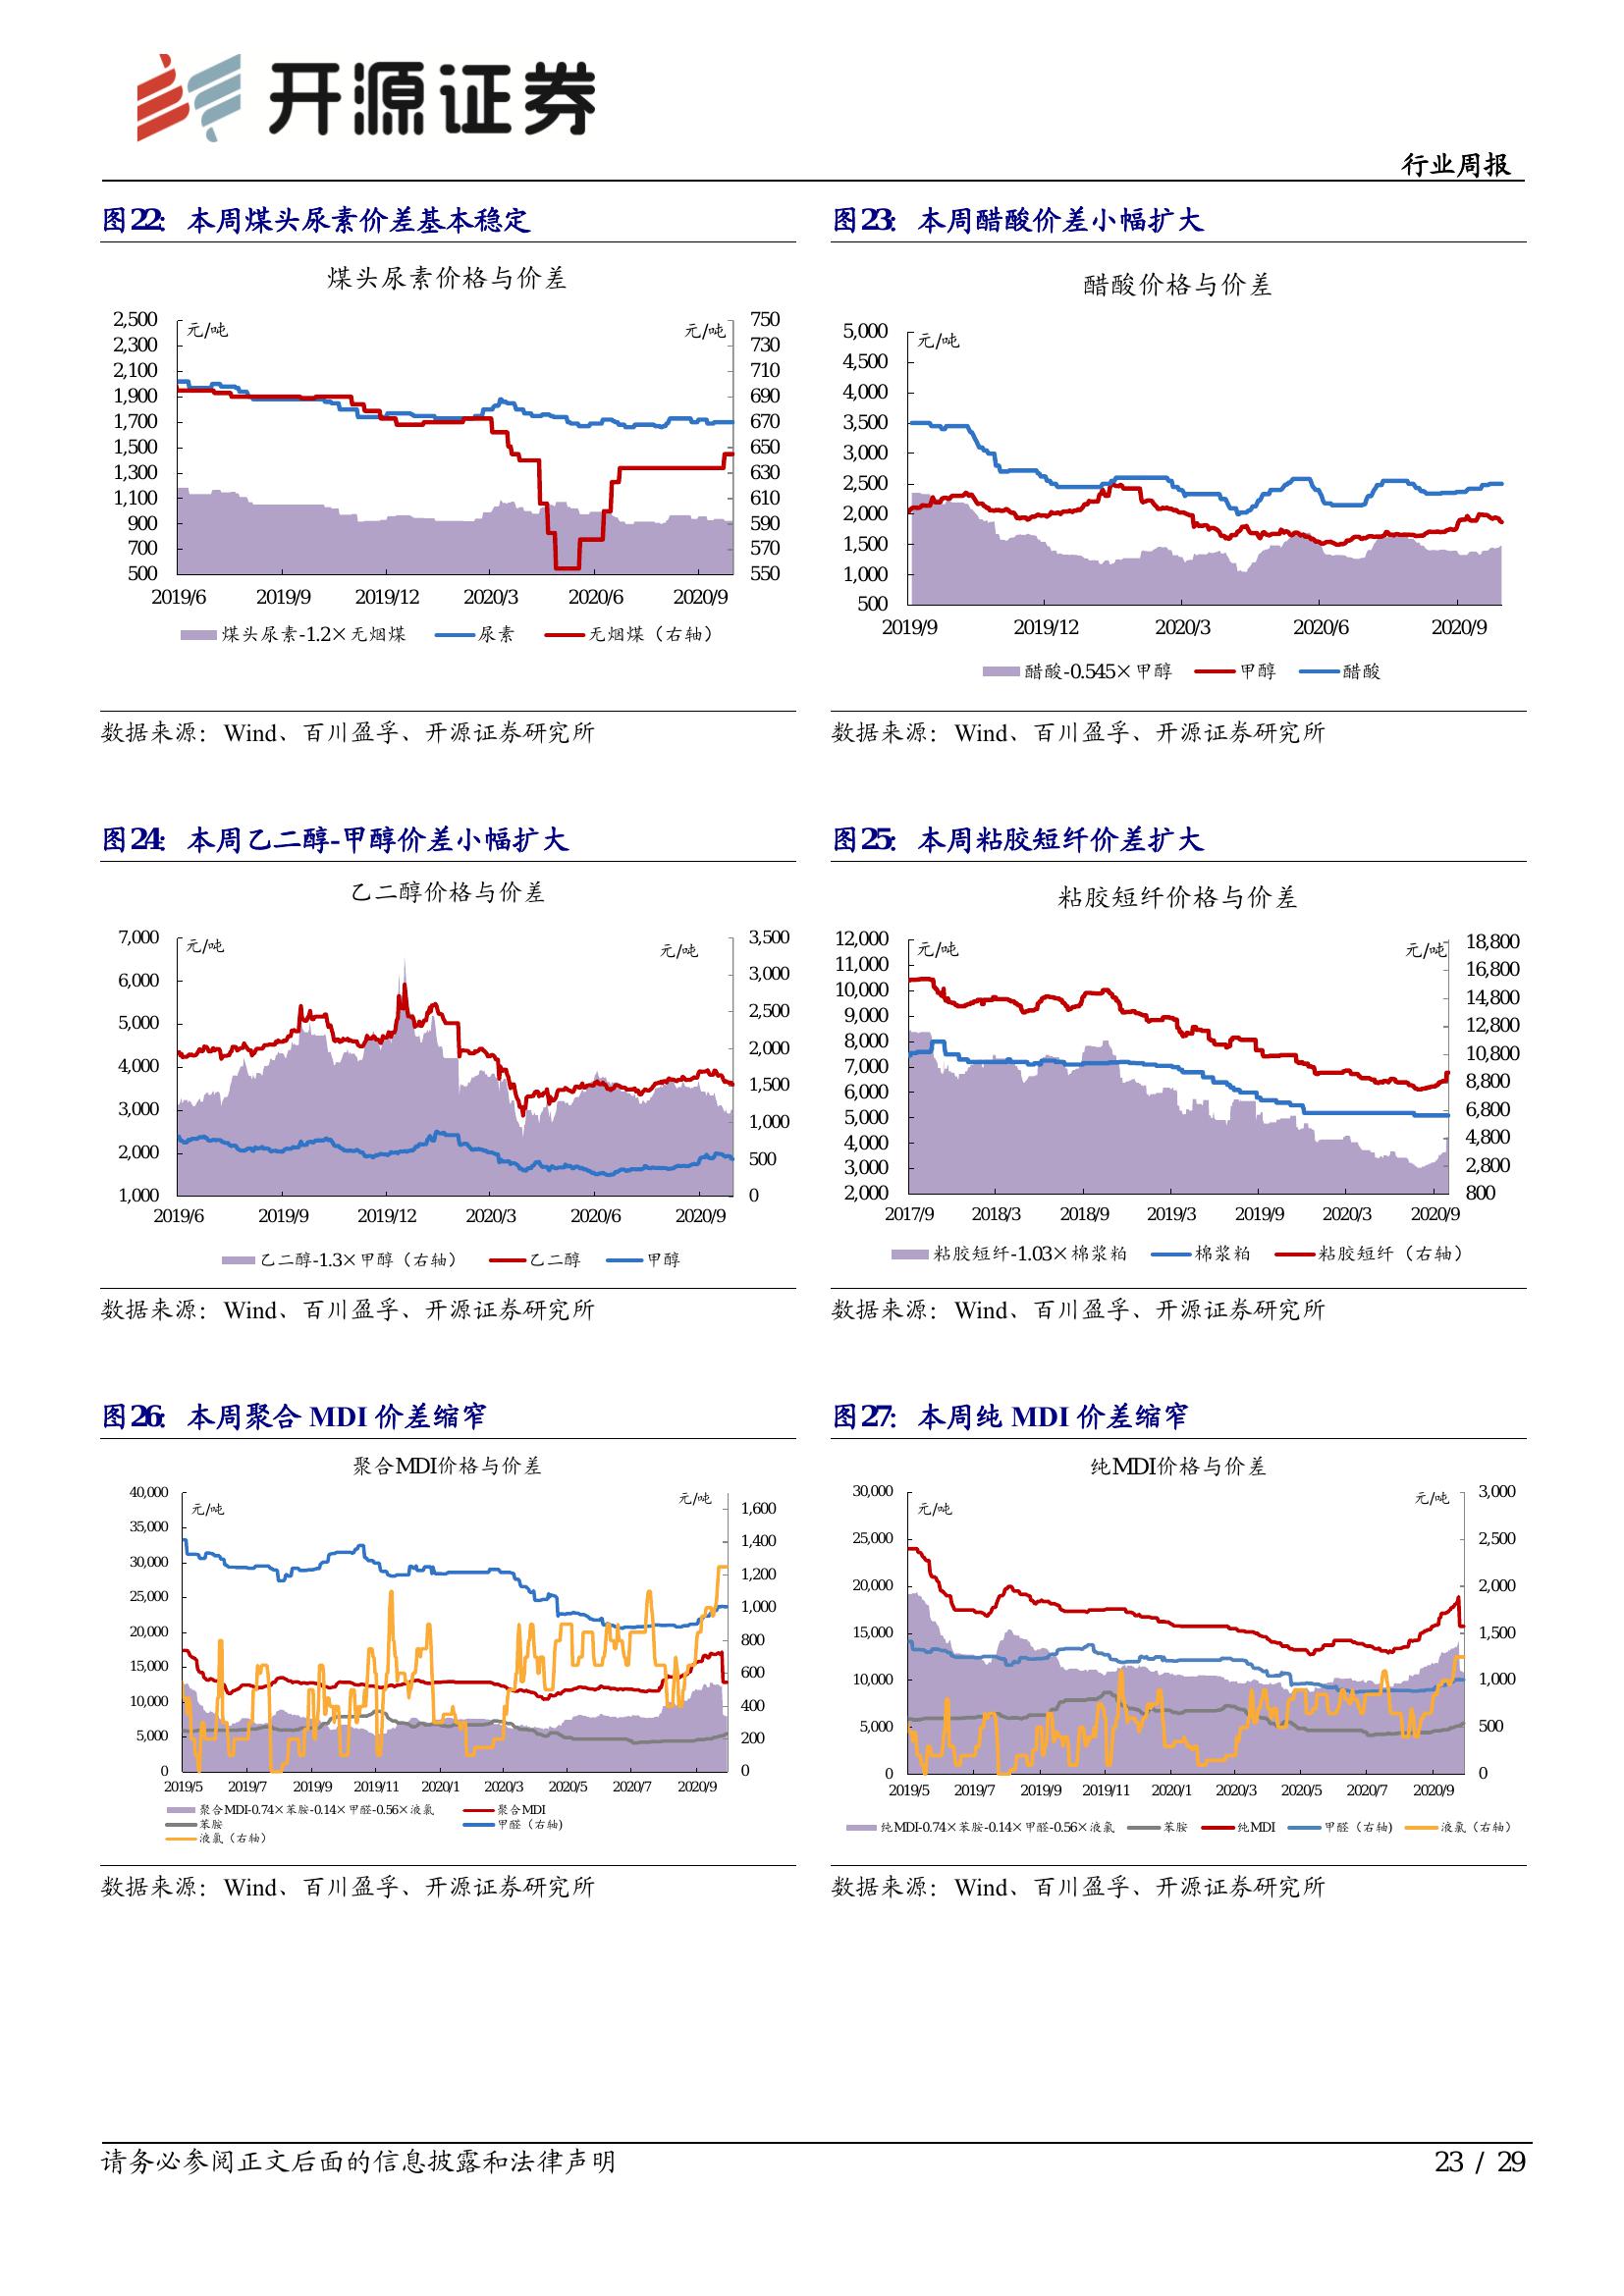 开源证券
行业周报
图22: 本周煤头尿素价差基本稳定
煤头尿素价格与价差
元/吨
元/吨
2,500
2,300
2,100
1,900
1,700
1,500
1,300
1,100
900
700
500
750
730
710
690
670
650
630
610
590
570
550
2019/6 2019/9 2019/12 2020/3 2020/6 2020/9
煤头尿素-1.2×无烟煤 尿素 无烟煤（右轴）
数据来源：Wind、百川盈孚、开源证券研究所
图23: 本周醋酸价差小幅扩大
醋酸价格与价差
元/吨
5,000
4,500
4,000
3,500
3,000
2,500
2,000
1,500
1,000
500
2019/9 2019/12 2020/3 2020/6 2020/9
醋酸-0.545×甲醇 甲醇 醋酸
数据来源：Wind、百川盈孚、开源证券研究所
图24: 本周乙二醇-甲醇价差小幅扩大
乙二醇价格与价差
元/吨
元/吨
7,000
6,000
5,000
4,000
3,000
2,000
1,000
3,500
3,000
2,500
2,000
1,500
1,000
500
0
2019/6 2019/9 2019/12 2020/3 2020/6 2020/9
乙二醇-1.3×甲醇（右轴） 乙二醇 甲醇
数据来源：Wind、百川盈孚、开源证券研究所
图25: 本周粘胶短纤价差扩大
粘胶短纤价格与价差
元/吨
元/吨
12,000
11,000
10,000
9,000
8,000
7,000
6,000
5,000
4,000
3,000
2,000
18,800
16,800
14,800
12,800
10,800
8,800
6,800
4,800
2,800
800
2017/9 2018/3 2018/9 2019/3 2019/9 2020/3 2020/9
粘胶短纤-1.03×棉浆粕 棉浆粕 粘胶短纤（右轴）
数据来源：Wind、百川盈孚、开源证券研究所
图26: 本周聚合 MDI 价差缩窄
聚合MDI价格与价差
元/吨
元/吨
40,000
35,000
30,000
25,000
20,000
15,000
10,000
5,000
0
1,600
1,400
1,200
1,000
800
600
400
200
0
2019/5 2019/7 2019/9 2019/11 2020/1 2020/3 2020/5 2020/7 2020/9
聚合MDI-0.74×苯胺-0.14×甲醛-0.56×液氯 聚合MDI
苯胺 甲醛（右轴）
液氯（右轴）
数据来源：Wind、百川盈孚、开源证券研究所
图27: 本周纯 MDI 价差缩窄
纯MDI价格与价差
元/吨
元/吨
30,000
25,000
20,000
15,000
10,000
5,000
0
3,000
2,500
2,000
1,500
1,000
500
0
2019/5 2019/7 2019/9 2019/11 2020/1 2020/3 2020/5 2020/7 2020/9
纯MDI-0.74×苯胺-0.14×甲醛-0.56×液氯 苯胺 纯MDI 甲醛（右轴） 液氯（右轴）
数据来源：Wind、百川盈孚、开源证券研究所
请务必参阅正文后面的信息披露和法律声明
23 / 29